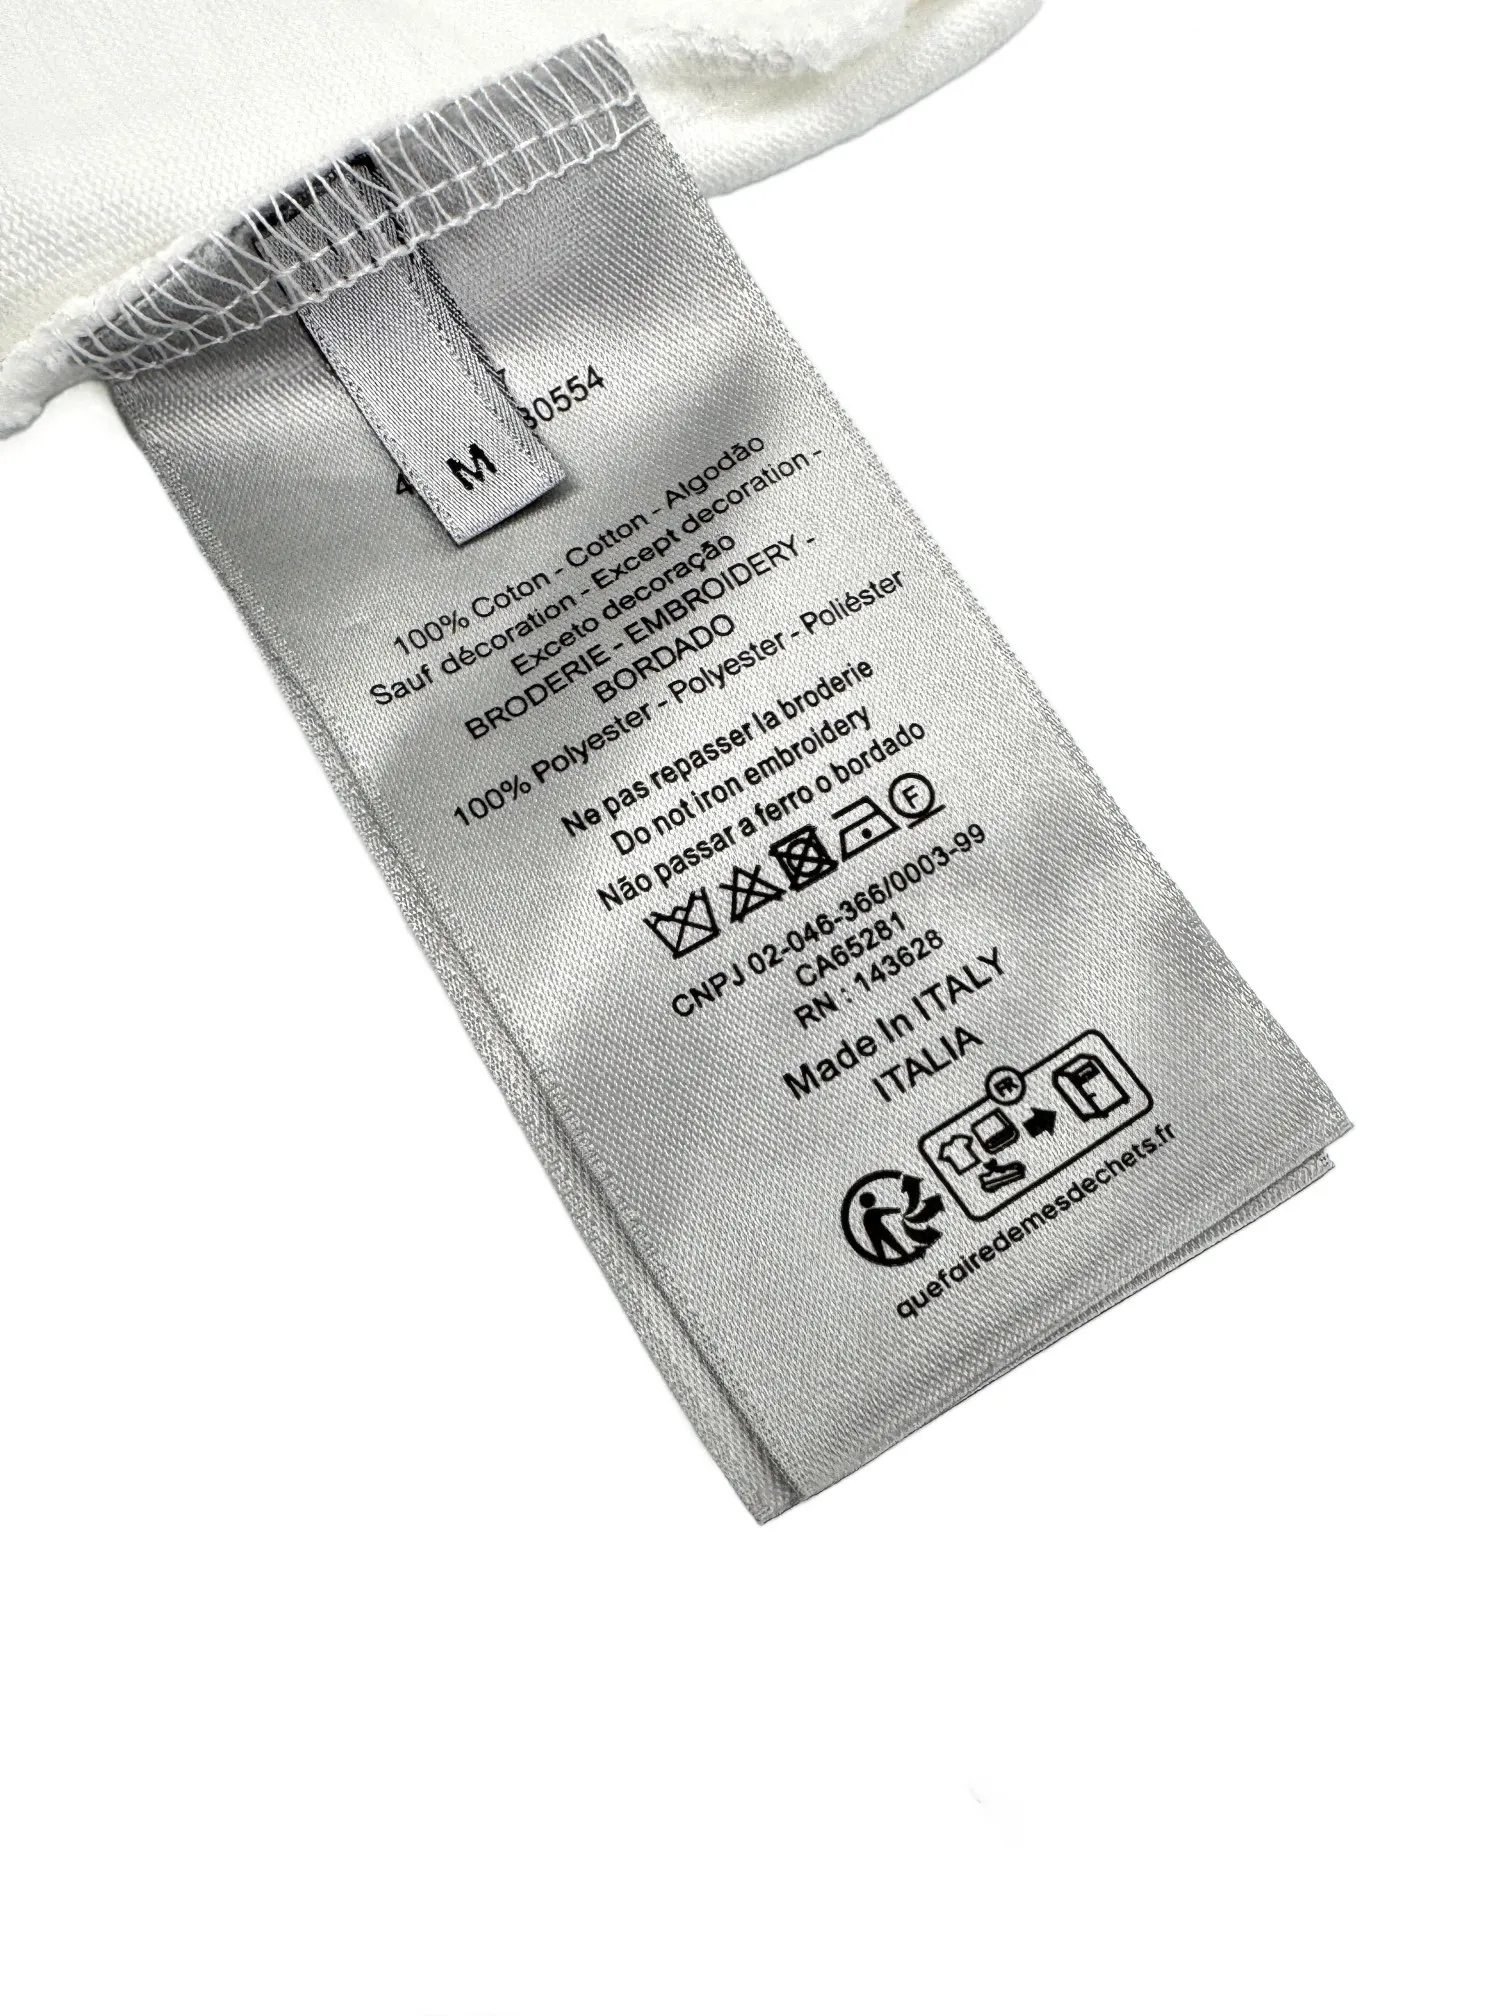 M
100% Coton - Cotton - Algodão
Sauf décoration - Except decoration -
Exceto decoração
BRODERIE - EMBROIDERY -
BORDADO
100% Polyester - Polyester - Poliéster
Ne pas repasser la broderie
Do not iron embroidery
Não passar a ferro o bordado
F
CNPJ 02-046-366/0003-99
CA65281
RN : 143628
Made In ITALY
ITALIA
FR
quefairedemesdechets.fr